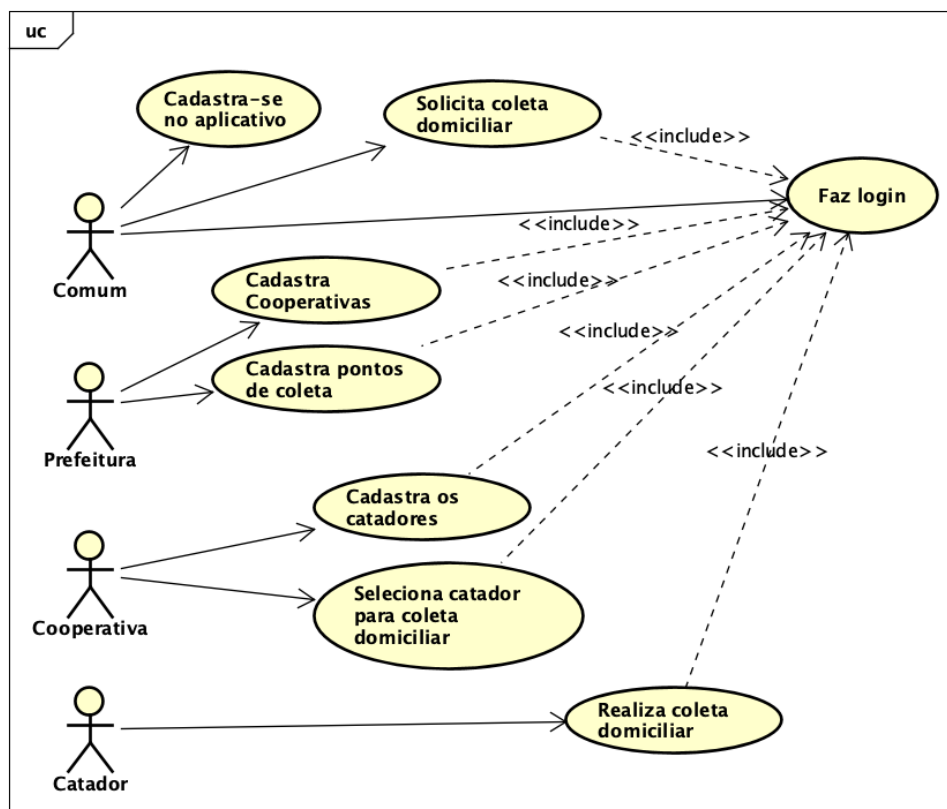 uc
Cadastra-se
no aplicativo
Solicita coleta
domiciliar
<<include>>
Faz login
Comum
<<include>>
Cadastra
Cooperativas
<<include>>
<<include>>
Cadastra pontos
de coleta
Prefeitura
<<include>>
<<include>>
Cadastra os
catadores
Cooperativa
Seleciona catador
para coleta
domiciliar
Realiza coleta
domiciliar
Catador